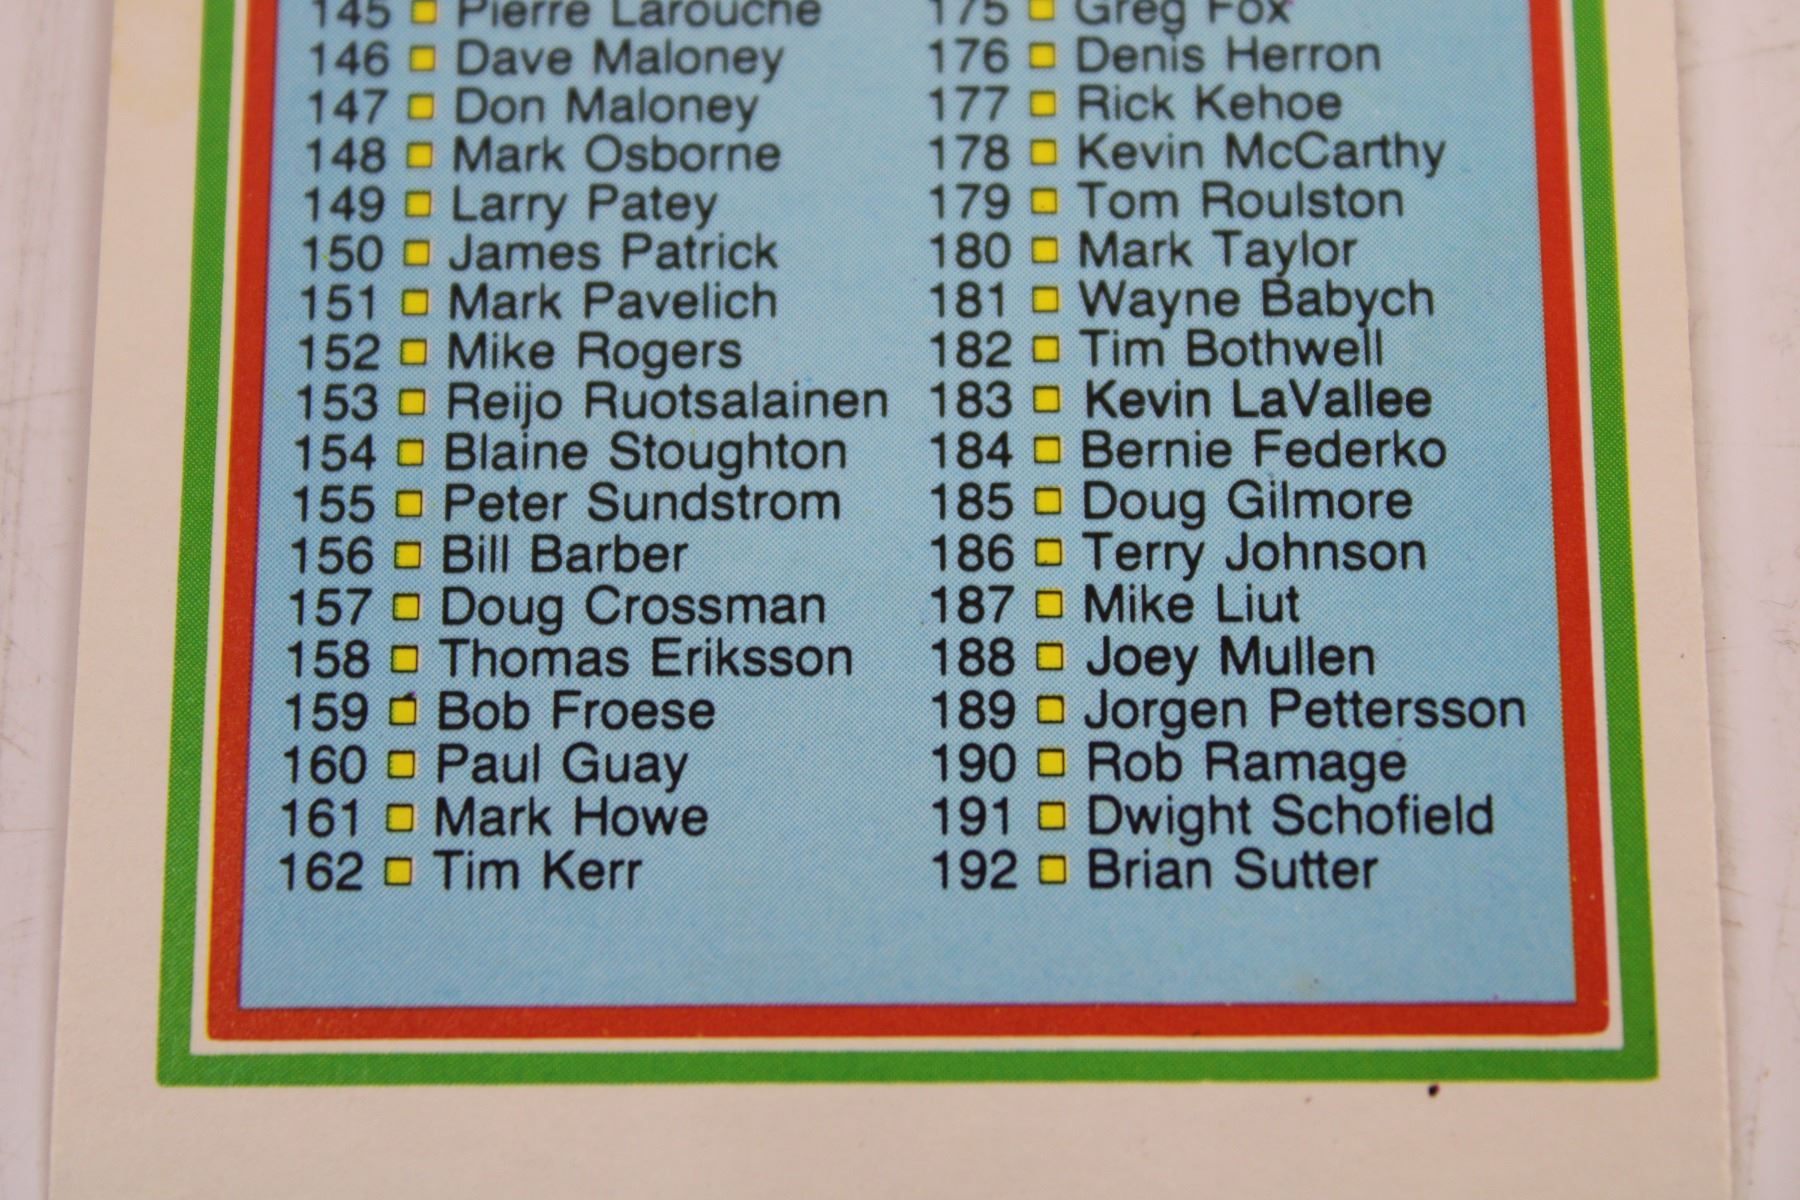 145 Pierre Larouche
146 Dave Maloney
147 Don Maloney
148 Mark Osborne
149 Larry Patey
150 James Patrick
151 Mark Pavelich
152 Mike Rogers
153 Reijo Ruotsalainen
154 Blaine Stoughton
155 Peter Sundstrom
156 Bill Barber
157 Doug Crossman
158 Thomas Eriksson
159 Bob Froese
160 Paul Guay
161 Mark Howe
162 Tim Kerr
175 Greg Fox
176 Denis Herron
177 Rick Kehoe
178 Kevin McCarthy
179 Tom Roulston
180 Mark Taylor
181 Wayne Babych
182 Tim Bothwell
183 Kevin LaVallee
184 Bernie Federko
185 Doug Gilmore
186 Terry Johnson
187 Mike Liut
188 Joey Mullen
189 Jorgen Pettersson
190 Rob Ramage
191 Dwight Schofield
192 Brian Sutter